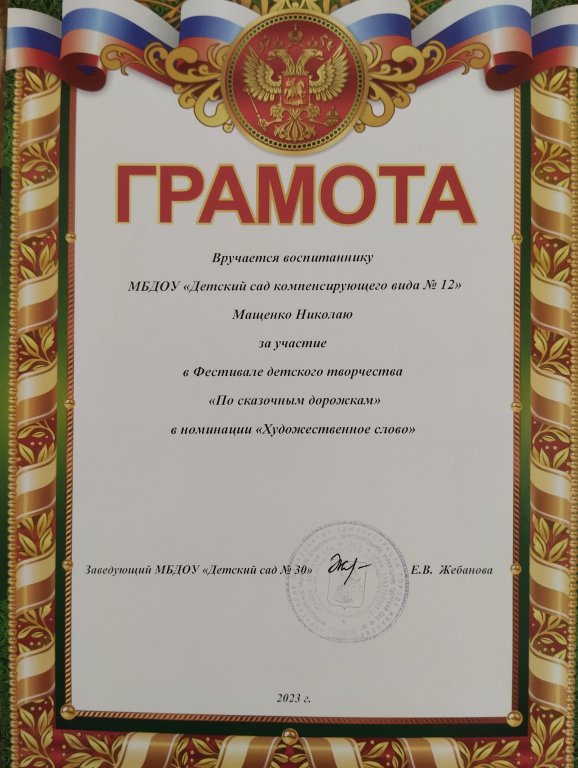 ГРАМОТА
Вручается воспитаннику
МБДОУ «Детский сад компенсирующего вида № 12»
Мащенко Николаю
за участие
в Фестивале детского творчества
«По сказочным дорожкам»
в номинации «Художественное слово»
Заведующий МБДОУ «Детский сад № 30» Е.В. Жебанова
2023 г.